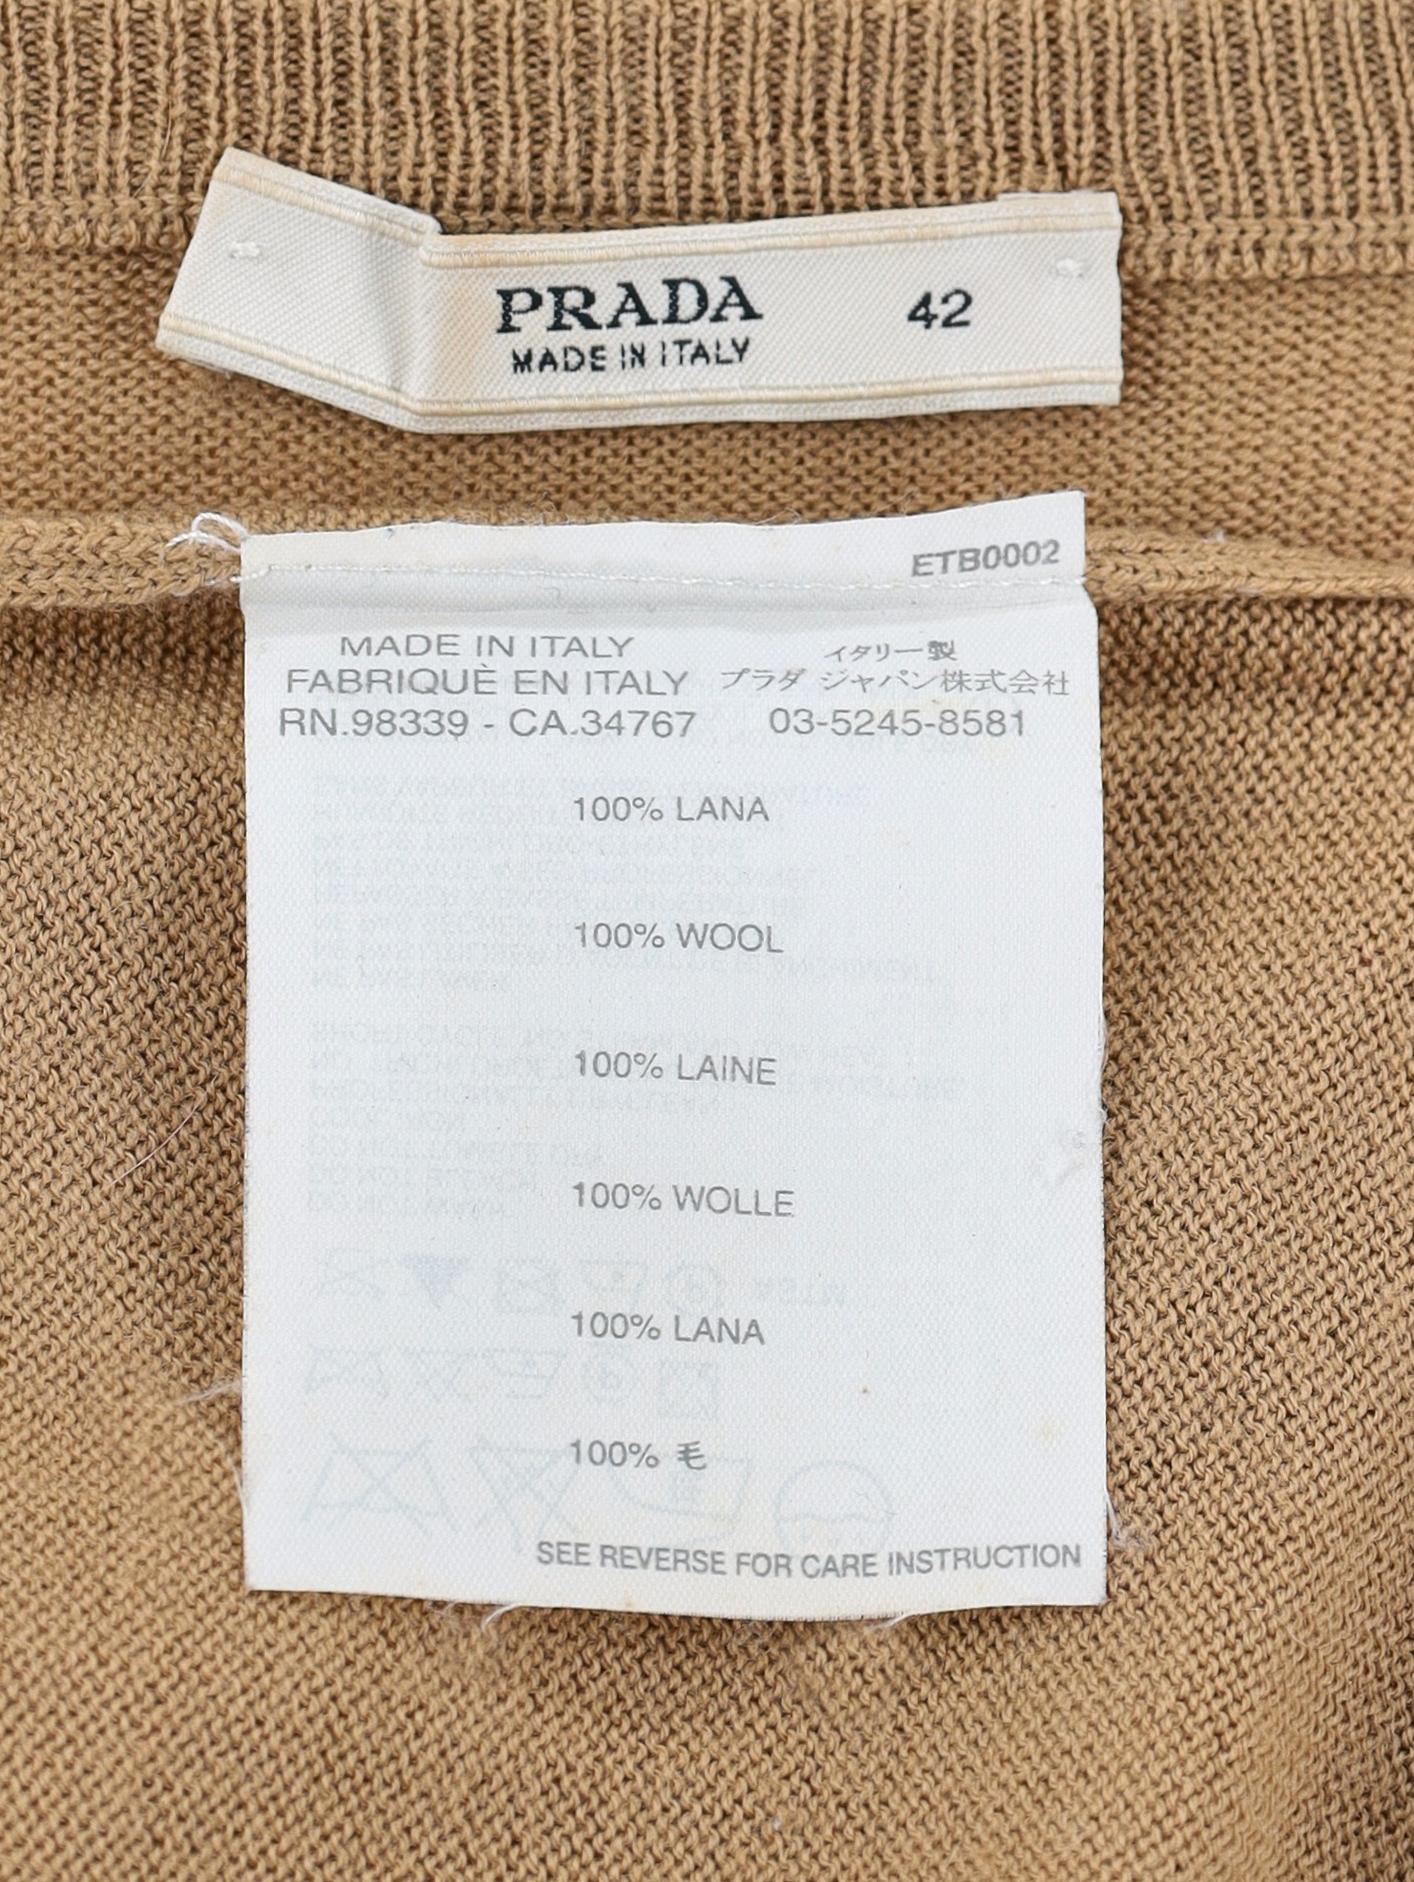 PRADA 42
MADE IN ITALY
ETB0002
MADE IN ITALY イタリー製
FABRIQUÈ EN ITALY プラダ ジャパン株式会社
RN.98339 - CA.34767 03-5245-8581
100% LANA
100% WOOL
100% LAINE
100% WOLLE
100% LANA
100% 毛
SEE REVERSE FOR CARE INSTRUCTION